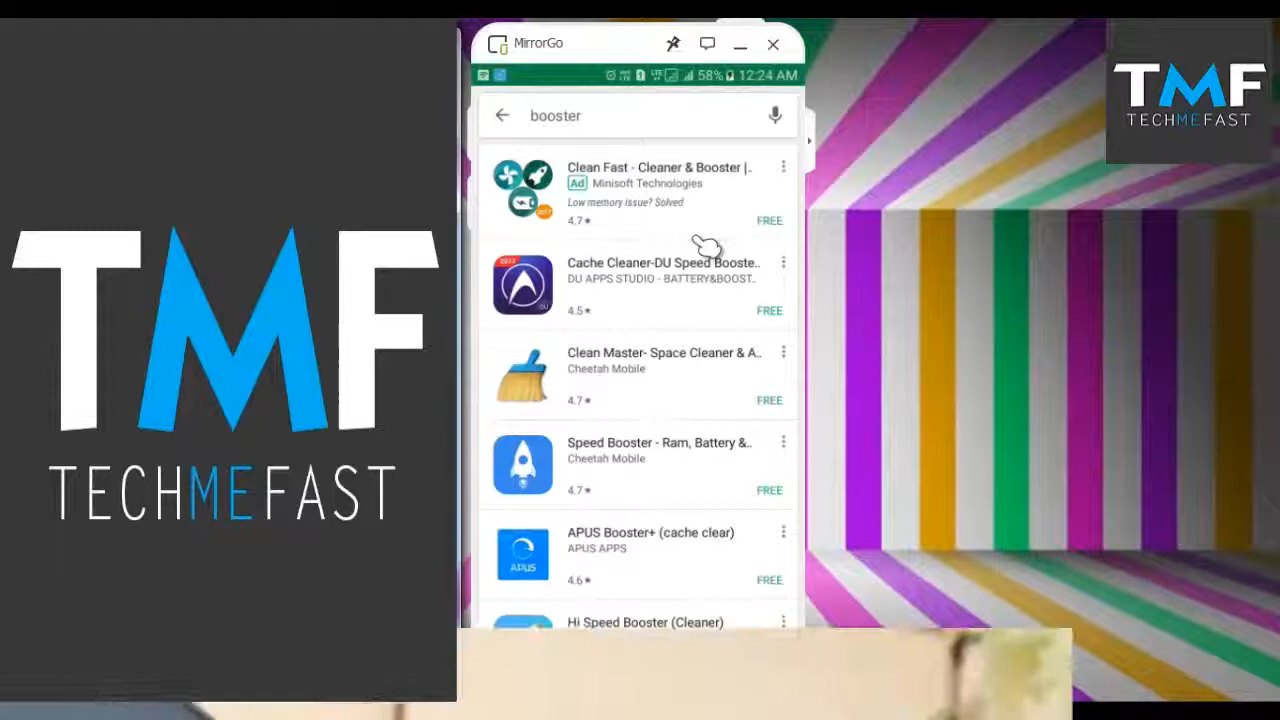 MirrorGo
58% 12:24 AM
booster
Clean Fast - Cleaner & Booster |..
Ad Minisoft Technologies
Low memory issue? Solved
4.7★ FREE
Cache Cleaner-DU Speed Booste..
DU APPS STUDIO - BATTERY&BOOST..
4.5★ FREE
Clean Master- Space Cleaner & A..
Cheetah Mobile
4.7★ FREE
Speed Booster - Ram, Battery &..
Cheetah Mobile
4.7★ FREE
APUS Booster+ (cache clear)
APUS APPS
APUS
4.6★ FREE
Hi Speed Booster (Cleaner)
TMF
TECHMEFAST
TMF
TECHMEFAST